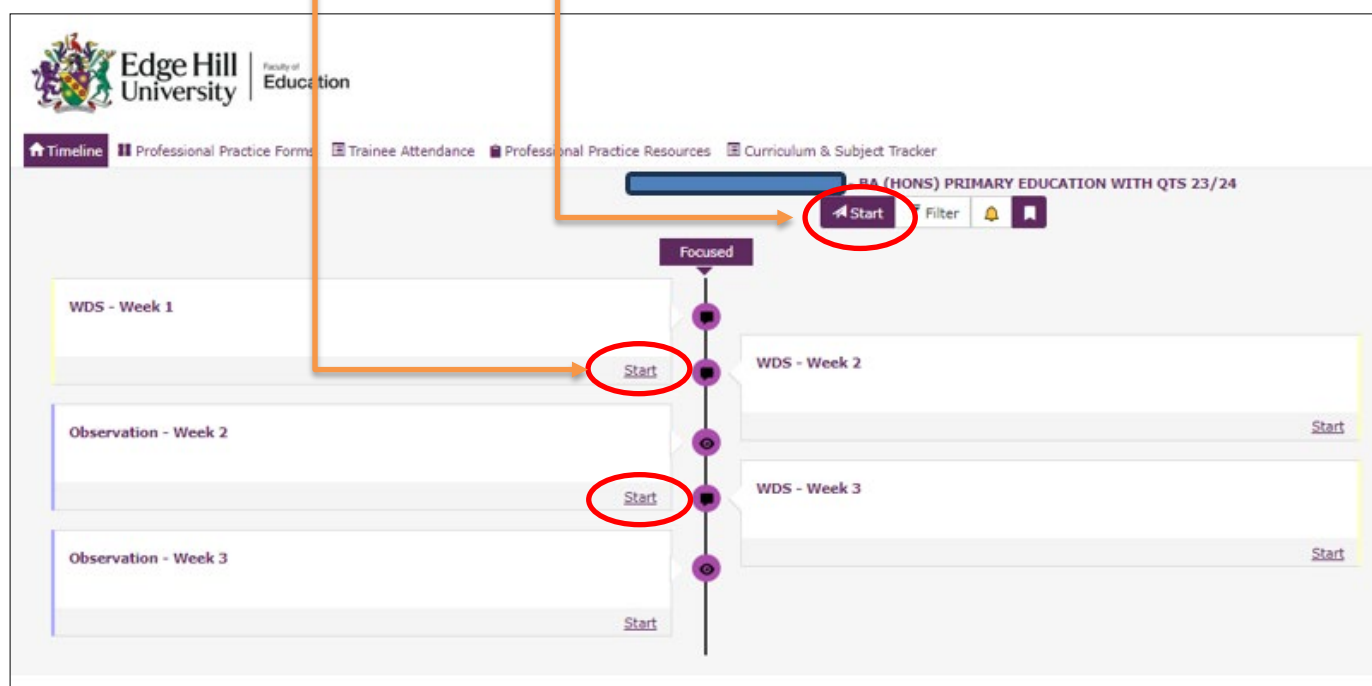 Edge Hill University
Faculty of Education
Timeline Professional Practice Forms Trainee Attendance Professional Practice Resources Curriculum & Subject Tracker
- BA (HONS) PRIMARY EDUCATION WITH QTS 23/24
Start Filter
Focused
WDS - Week 1
Start
WDS - Week 2
Start
Observation - Week 2
Start
WDS - Week 3
Start
Observation - Week 3
Start